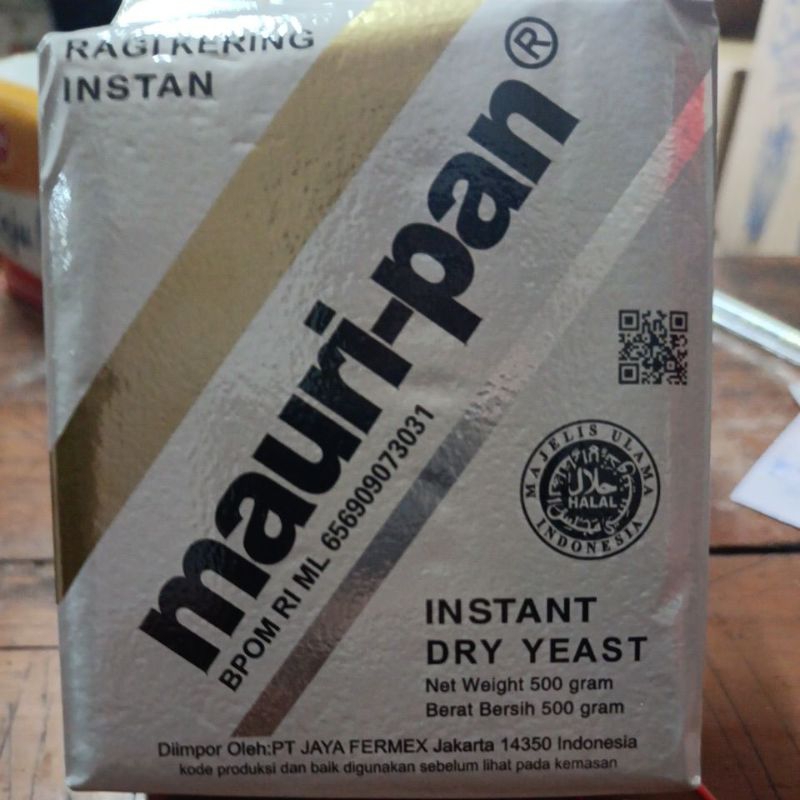 RAGI KERING
INSTAN
mauri-pan®
BPOM RI ML 656909073031
MAJELIS ULAMA
حلال
HALAL
INDONESIA
INSTANT
DRY YEAST
Net Weight 500 gram
Berat Bersih 500 gram
Diimpor Oleh:PT JAYA FERMEX Jakarta 14350 Indonesia
kode produksi dan baik digunakan sebelum lihat pada kemasan